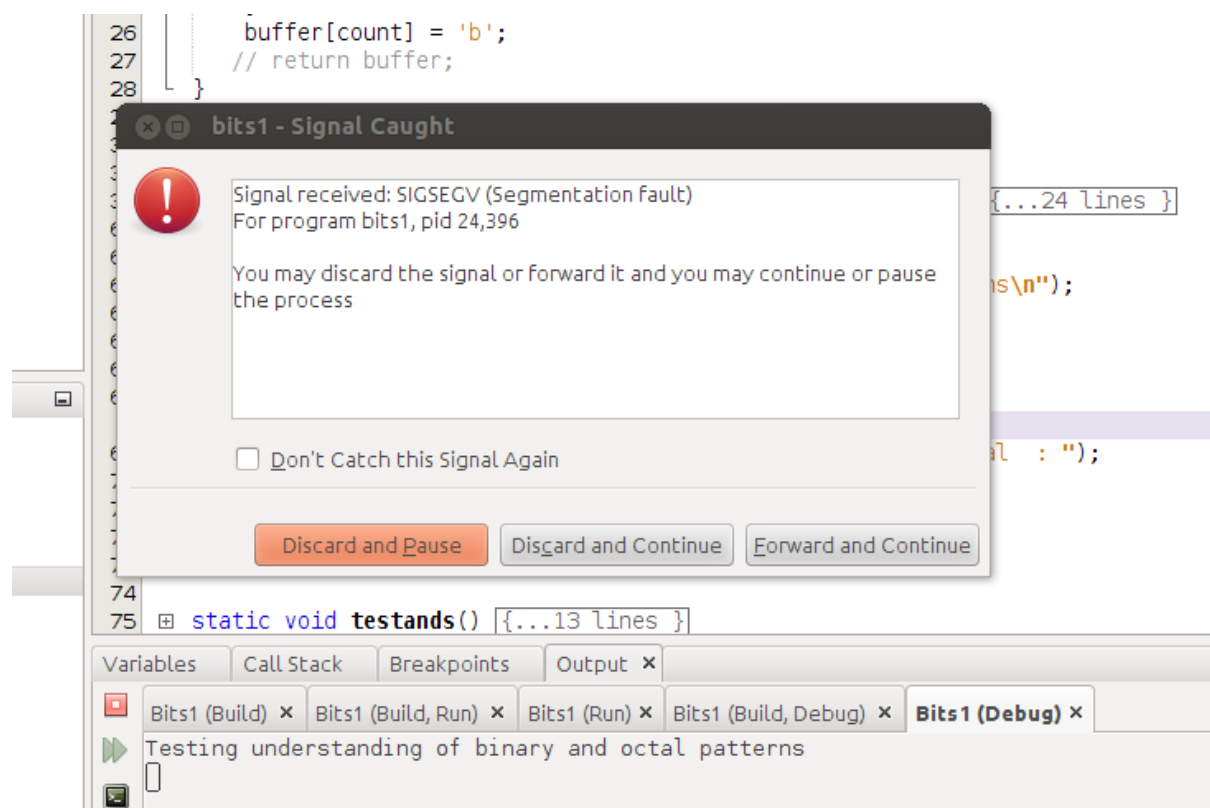 26 buffer[count] = 'b';
27 // return buffer;
28 }
bits1 - Signal Caught
Signal received: SIGSEGV (Segmentation fault)
For program bits1, pid 24,396
You may discard the signal or forward it and you may continue or pause
the process
{...24 lines }
\n");
: ");
Don't Catch this Signal Again
Discard and Pause Discard and Continue Forward and Continue
74
75 static void testands() {...13 lines }
Variables Call Stack Breakpoints Output
Bits1 (Build) Bits1 (Build, Run) Bits1 (Run) Bits1 (Build, Debug) Bits1 (Debug)
Testing understanding of binary and octal patterns